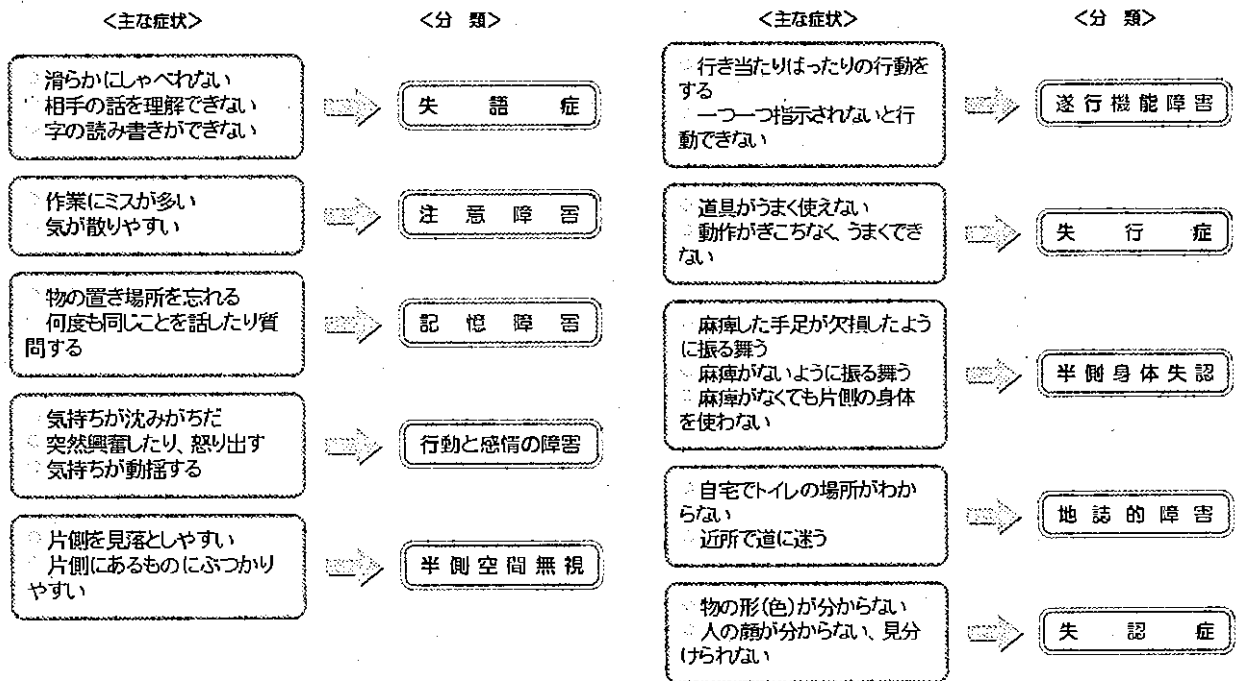 <主な症状>
<分 類>
滑らかにしゃべれない
相手の話を理解できない
字の読み書きができない
失語症
作業にミスが多い
気が散りやすい
注意障害
物の置き場所を忘れる
何度も同じことを話したり質
問する
記憶障害
気持ちが沈みがちだ
突然興奮したり、怒り出す
気持ちが動揺する
行動と感情の障害
片側を見落としやすい
片側にあるものにぶつかり
やすい
半側空間無視
<主な症状>
<分 類>
行き当たりばったりの行動を
する
一つ一つ指示されないと行
動できない
遂行機能障害
道具がうまく使えない
動作がぎこちなく、うまくでき
ない
失行症
麻痺した手足が欠損したよう
に振る舞う
麻痺がないように振る舞う
麻痺がなくても片側の身体
を使わない
半側身体失認
自宅でトイレの場所がわか
らない
近所で道に迷う
地誌的障害
物の形(色)が分からない
人の顔が分からない、見分
けられない
失認症